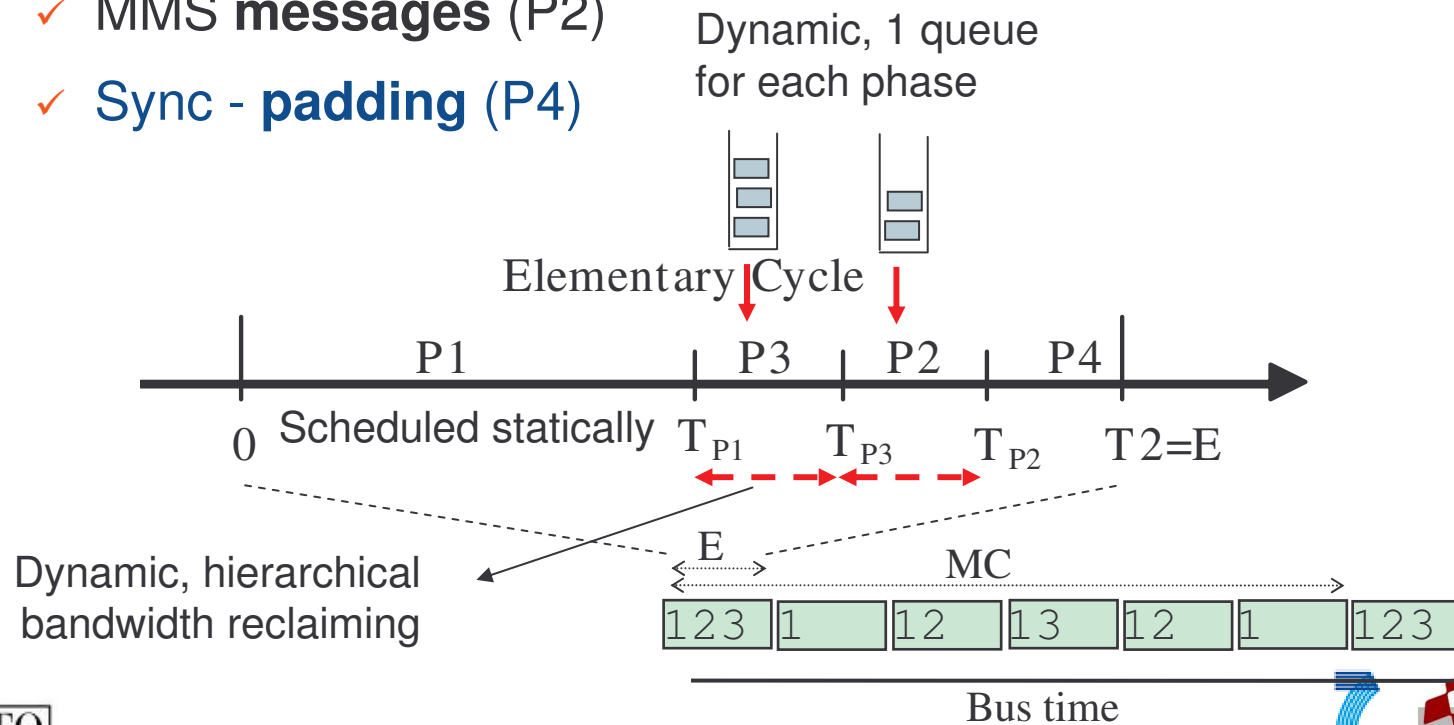 ✓ MMS messages (P2)
✓ Sync - padding (P4)
Dynamic, 1 queue
for each phase
Elementary Cycle
P1 P3 P2 P4
0 Scheduled statically TP1 TP3 TP2 T2=E
Dynamic, hierarchical
bandwidth reclaiming
E
MC
123 1 12 13 12 1 123
Bus time